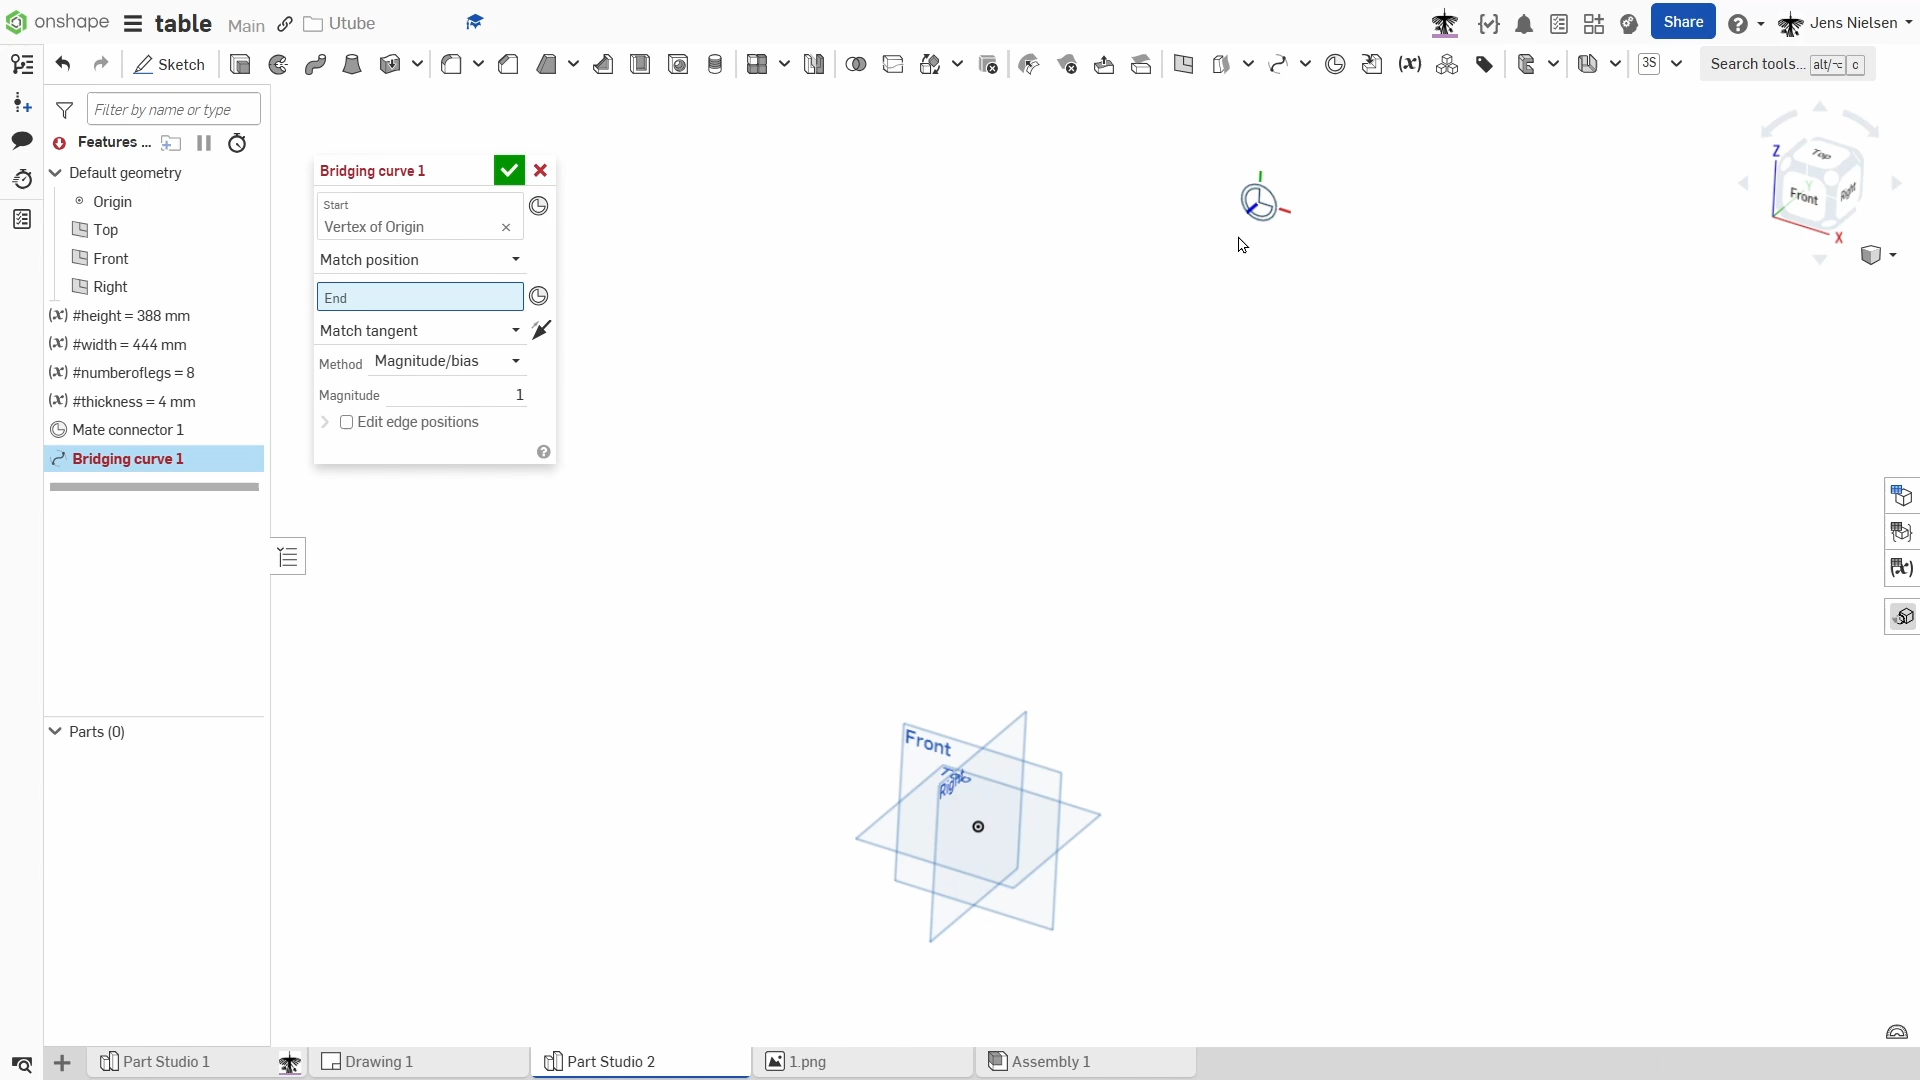 onshape
table
Main
Utube
Share
Jens Nielsen
Sketch
3S
Search tools... alt/⌥ c
Filter by name or type
Features ...
Default geometry
Origin
Top
Front
Right
(x) #height = 388 mm
(x) #width = 444 mm
(x) #numberoflegs = 8
(x) #thickness = 4 mm
Mate connector 1
Bridging curve 1
Parts (0)
Bridging curve 1
Start
Vertex of Origin
Match position
End
Match tangent
Method Magnitude/bias
Magnitude 1
Edit edge positions
Front
Top
Right
Z
Top
Front
Right
Y
X
Part Studio 1
Drawing 1
Part Studio 2
1.png
Assembly 1